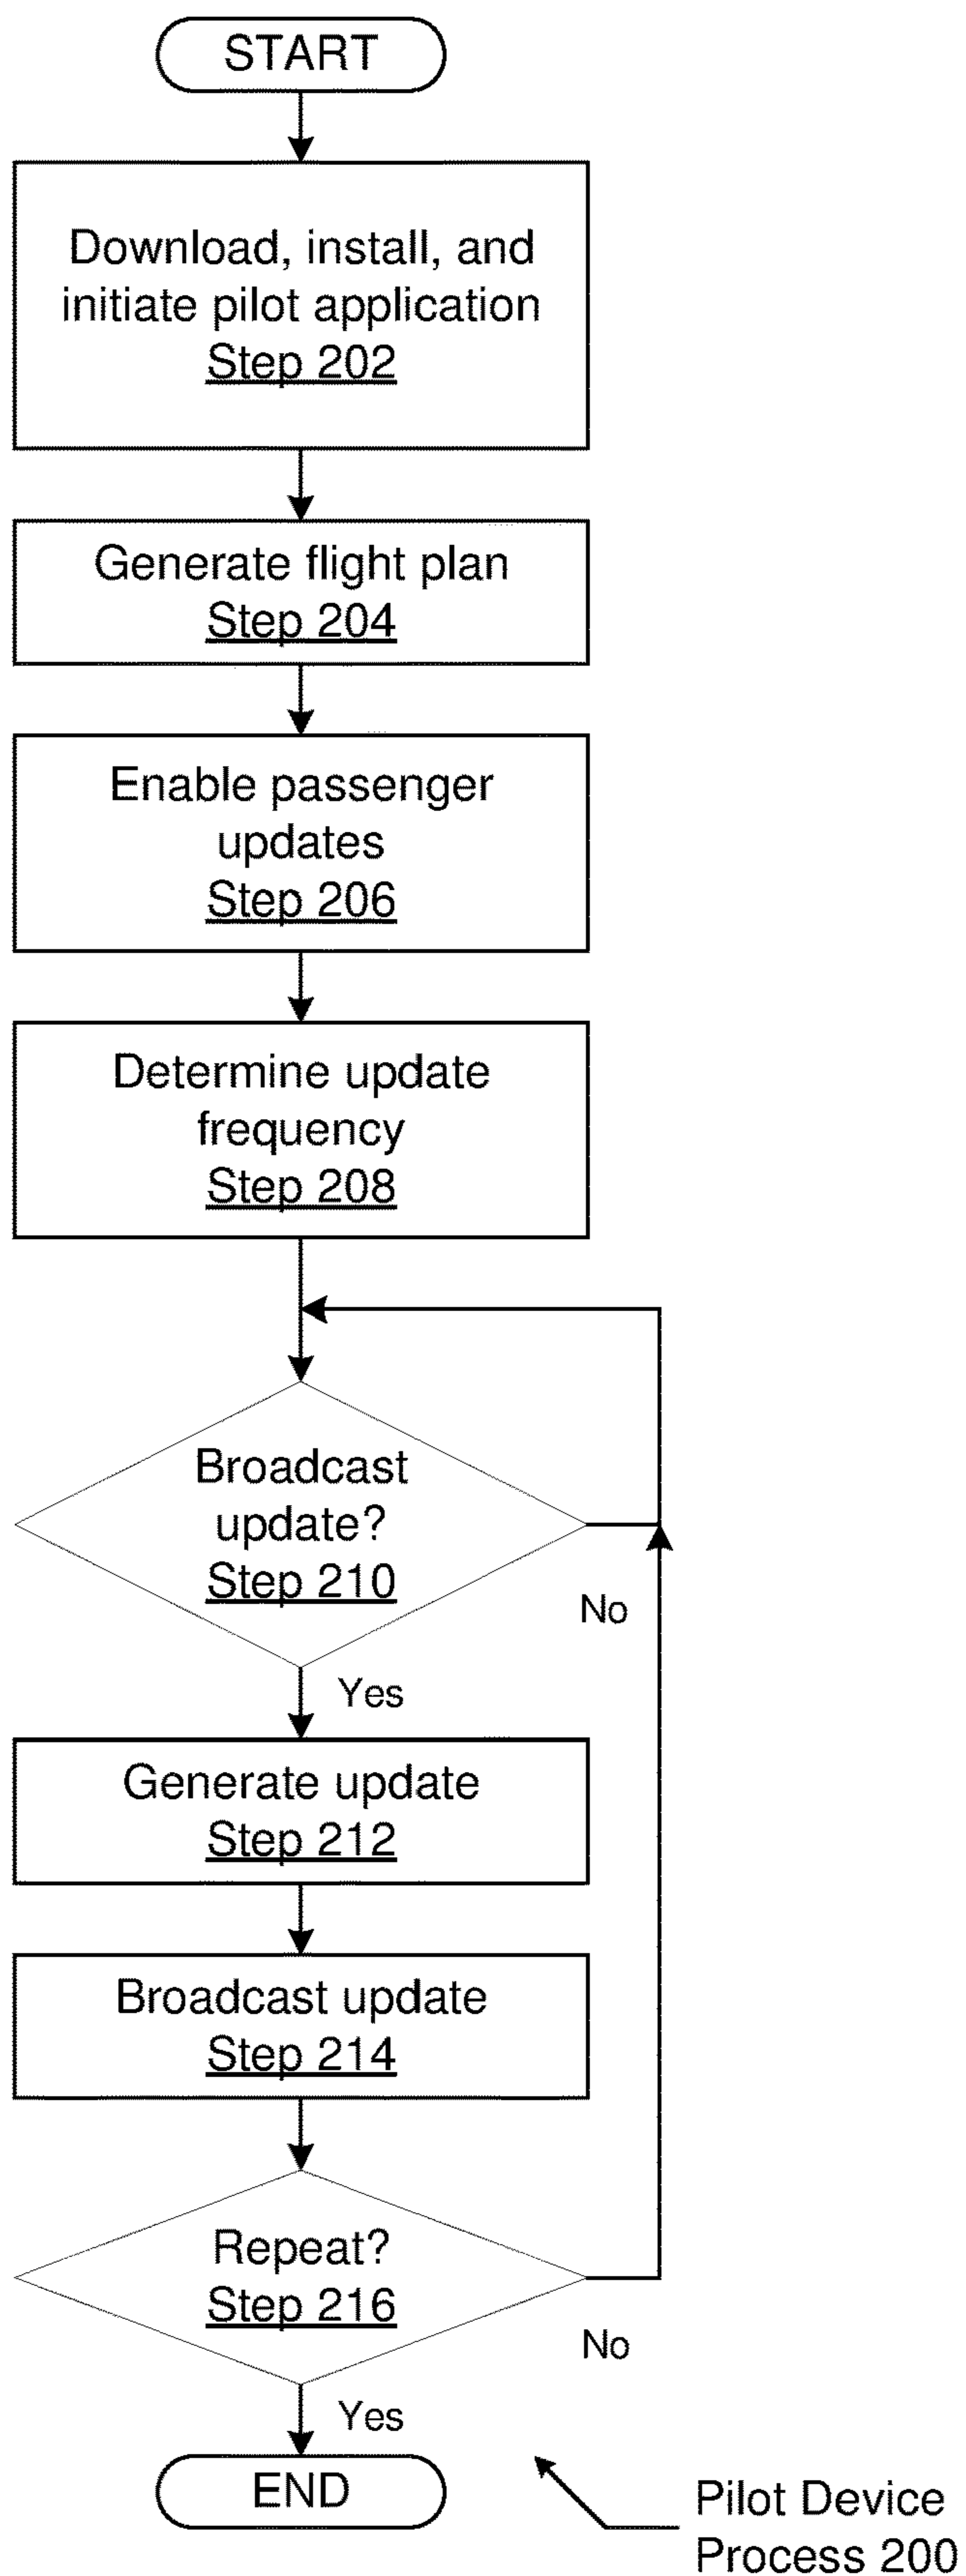 START
Download, install, and
initiate pilot application
Step 202
Generate flight plan
Step 204
Enable passenger
updates
Step 206
Determine update
frequency
Step 208
Broadcast
update?
Step 210
No
Yes
Generate update
Step 212
Broadcast update
Step 214
Repeat?
Step 216
No
Yes
END
Pilot Device
Process 200